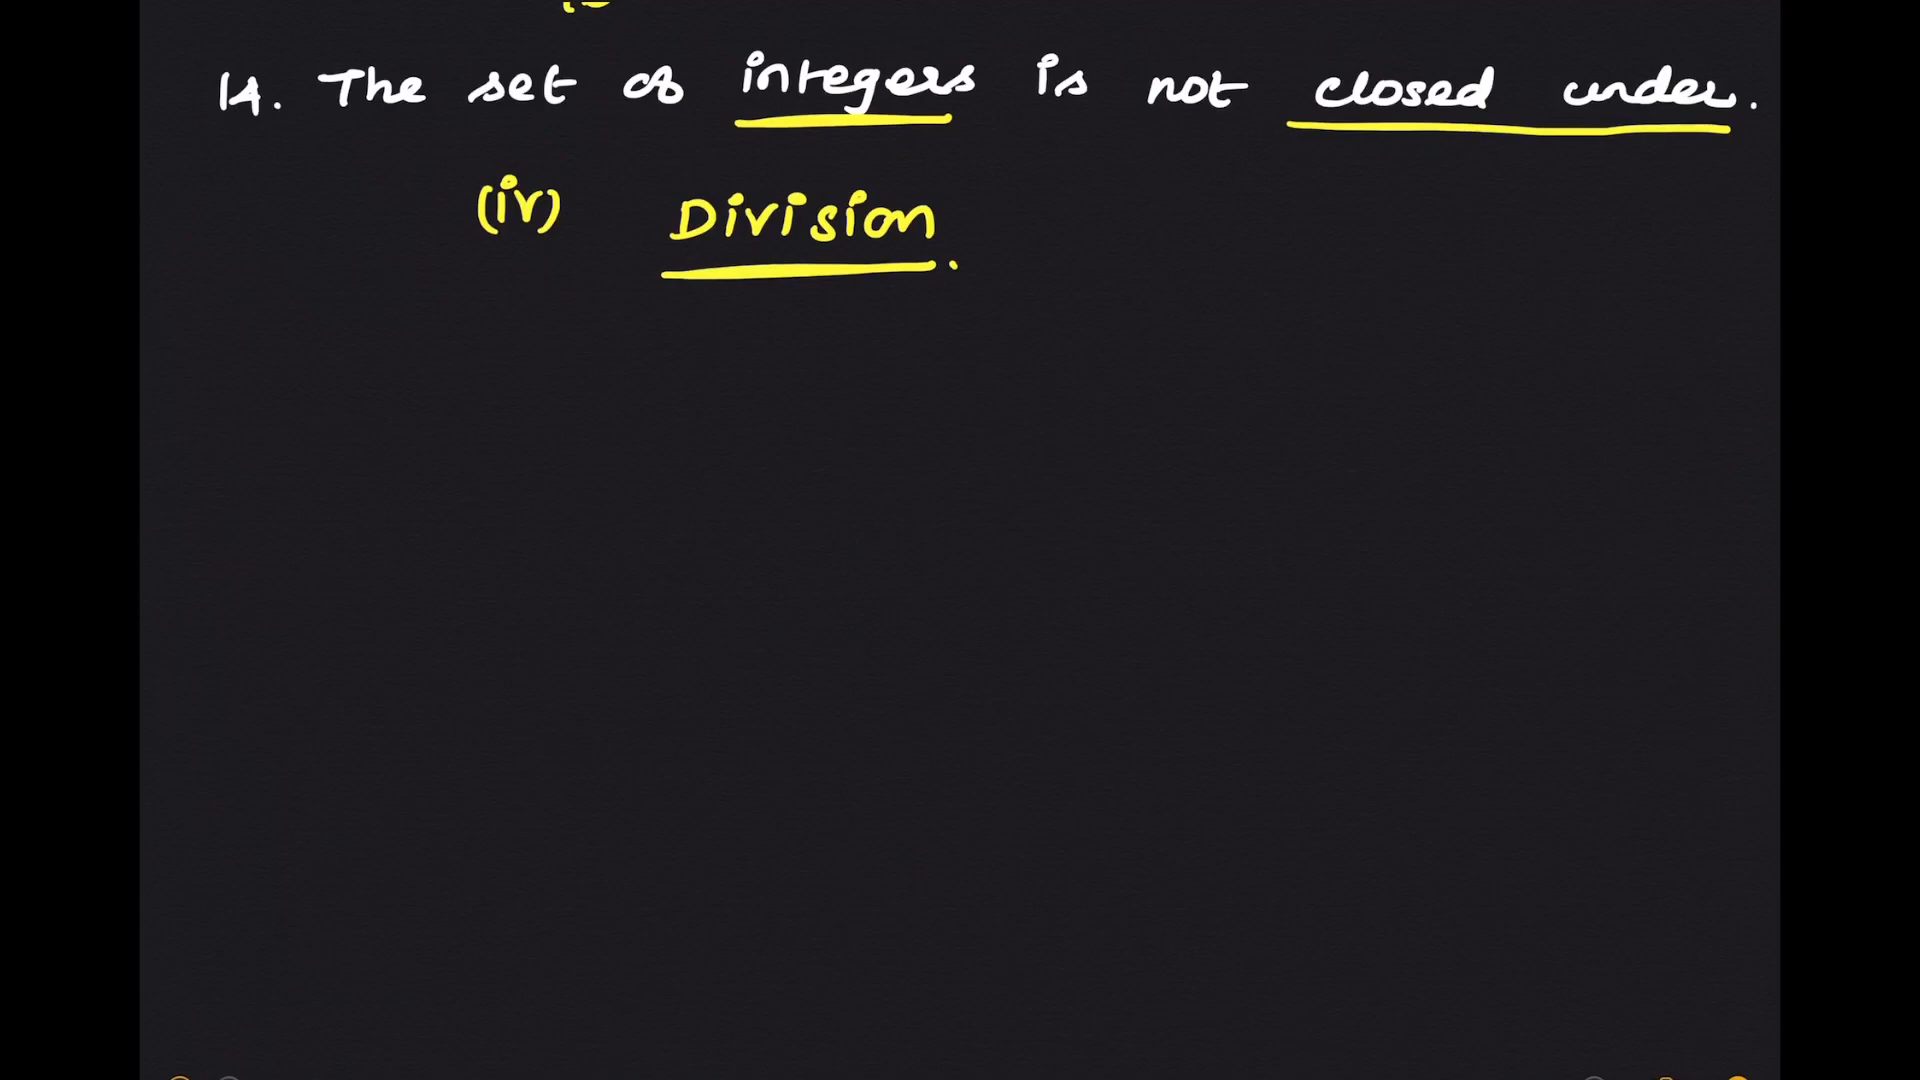 14. The set of integers is not closed under.
(iv) Division.